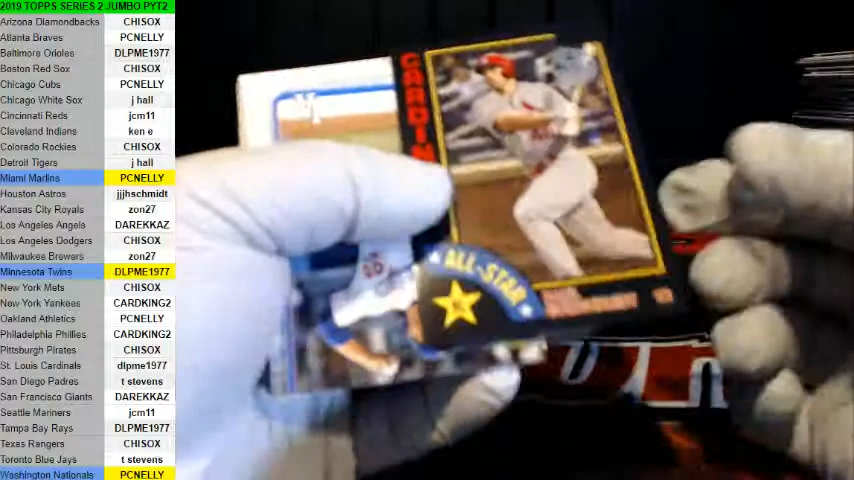 2019 TOPPS SERIES 2 JUMBO PYT2
Arizona Diamondbacks CHISOX
Atlanta Braves PCNELLY
Baltimore Orioles DLPME1977
Boston Red Sox CHISOX
Chicago Cubs PCNELLY
Chicago White Sox j hall
Cincinnati Reds jcm11
Cleveland Indians ken e
Colorado Rockies CHISOX
Detroit Tigers j hall
Miami Marlins PCNELLY
Houston Astros jjjhschmidt
Kansas City Royals zon27
Los Angeles Angels DAREKKAZ
Los Angeles Dodgers CHISOX
Milwaukee Brewers zon27
Minnesota Twins DLPME1977
New York Mets CHISOX
New York Yankees CARDKING2
Oakland Athletics PCNELLY
Philadelphia Phillies CARDKING2
Pittsburgh Pirates CHISOX
St. Louis Cardinals dlpme1977
San Diego Padres t stevens
San Francisco Giants DAREKKAZ
Seattle Mariners jcm11
Tampa Bay Rays DLPME1977
Texas Rangers CHISOX
Toronto Blue Jays t stevens
Washington Nationals PCNELLY
CARDIN
ALL-STAR